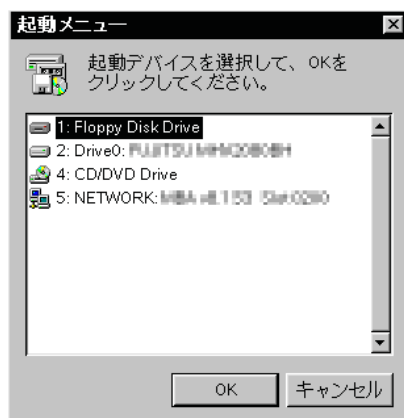 起動メニュー
起動デバイスを選択して、OKを
クリックしてください。
1: Floppy Disk Drive
2: Drive0:
4: CD/DVD Drive
5: NETWORK:
OK
キャンセル